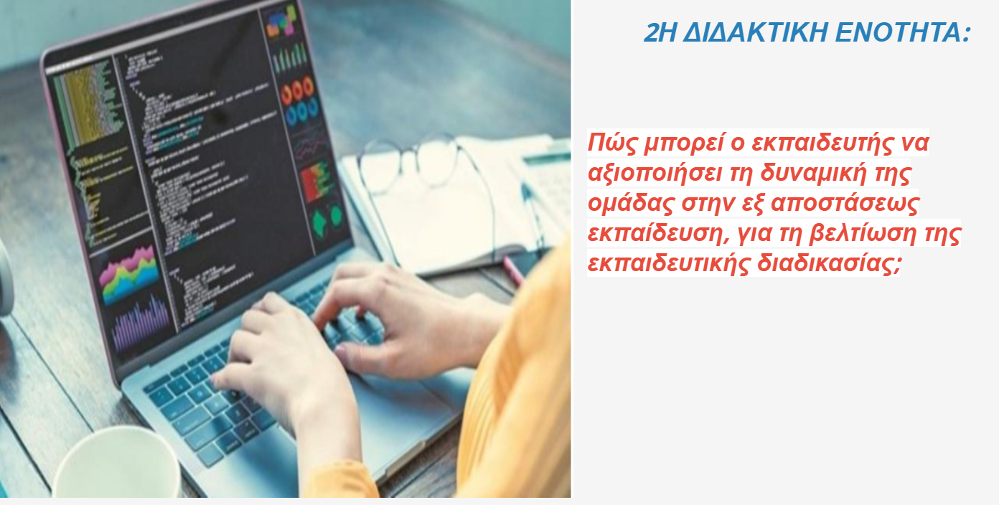 2Η ΔΙΔΑΚΤΙΚΗ ΕΝΟΤΗΤΑ:
Πώς μπορεί ο εκπαιδευτής να
αξιοποιήσει τη δυναμική της
ομάδας στην εξ αποστάσεως
εκπαίδευση, για τη βελτίωση της
εκπαιδευτικής διαδικασίας;